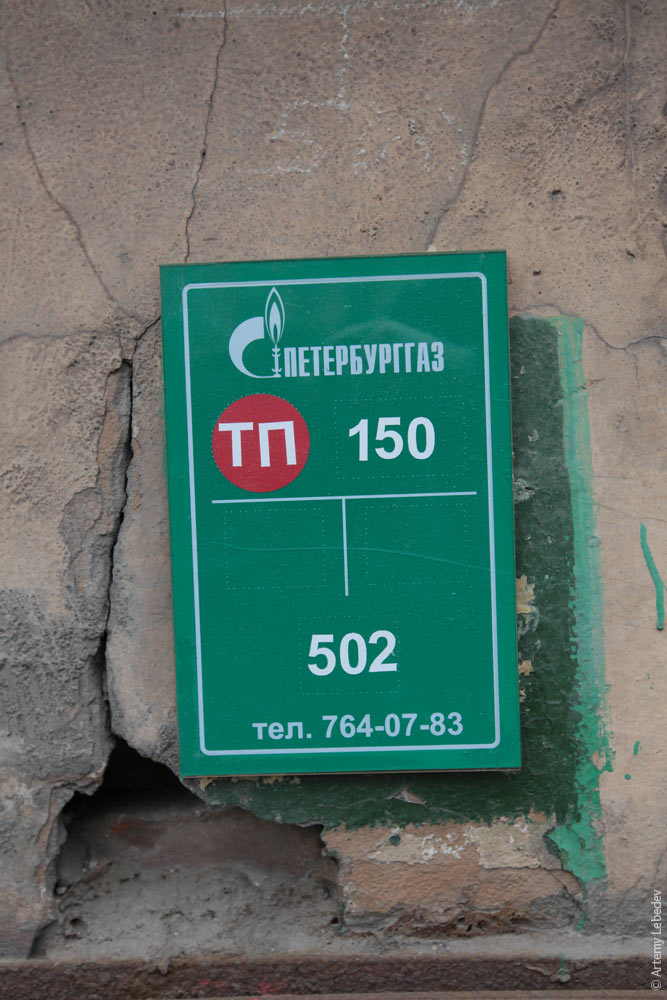 ПЕТЕРБУРГГАЗ
ТП 150
502
тел. 764-07-83
© Artemy Lebedev